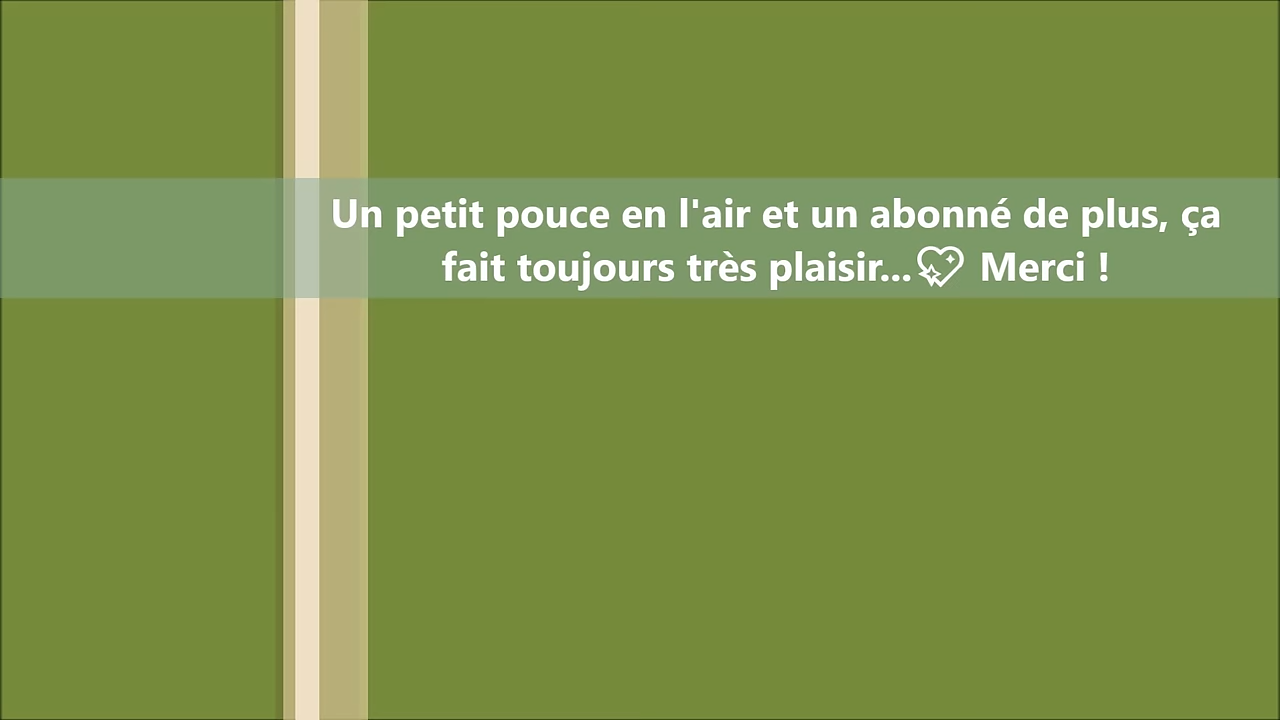 Un petit pouce en l'air et un abonné de plus, ça
fait toujours très plaisir...💖 Merci !